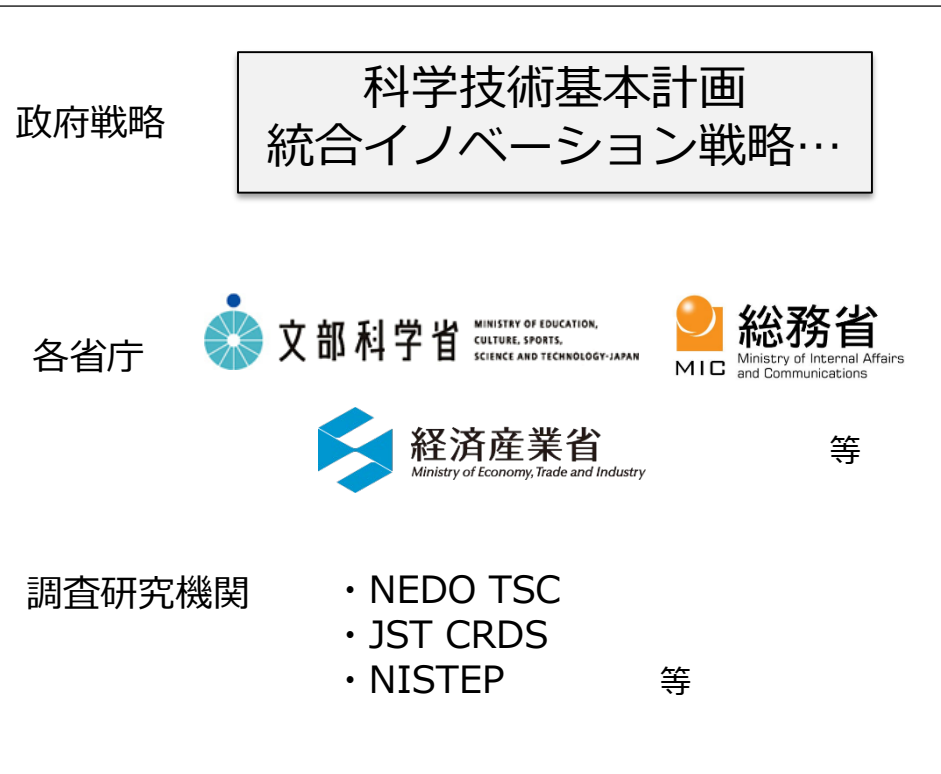 政府戦略
科学技術基本計画
統合イノベーション戦略…
各省庁
文部科学省
MINISTRY OF EDUCATION,
CULTURE, SPORTS,
SCIENCE AND TECHNOLOGY-JAPAN
MIC
総務省
Ministry of Internal Affairs
and Communications
経済産業省
Ministry of Economy, Trade and Industry
等
調査研究機関
・NEDO TSC
・JST CRDS
・NISTEP 等